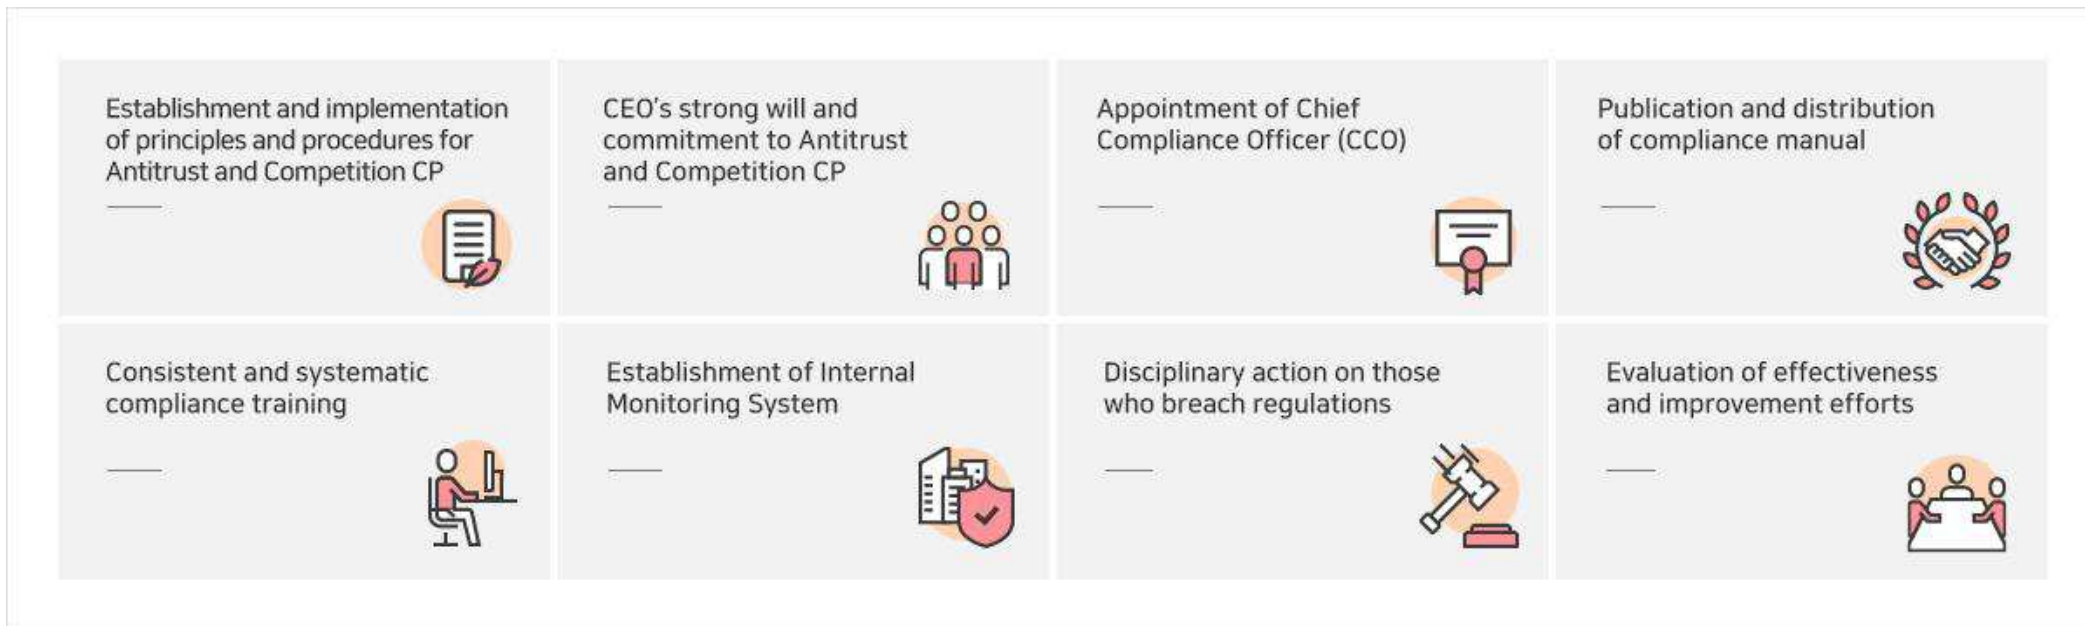 Establishment and implementation
of principles and procedures for
Antitrust and Competition CP
CEO's strong will and
commitment to Antitrust
and Competition CP
Appointment of Chief
Compliance Officer (CCO)
Publication and distribution
of compliance manual
Consistent and systematic
compliance training
Establishment of Internal
Monitoring System
Disciplinary action on those
who breach regulations
Evaluation of effectiveness
and improvement efforts